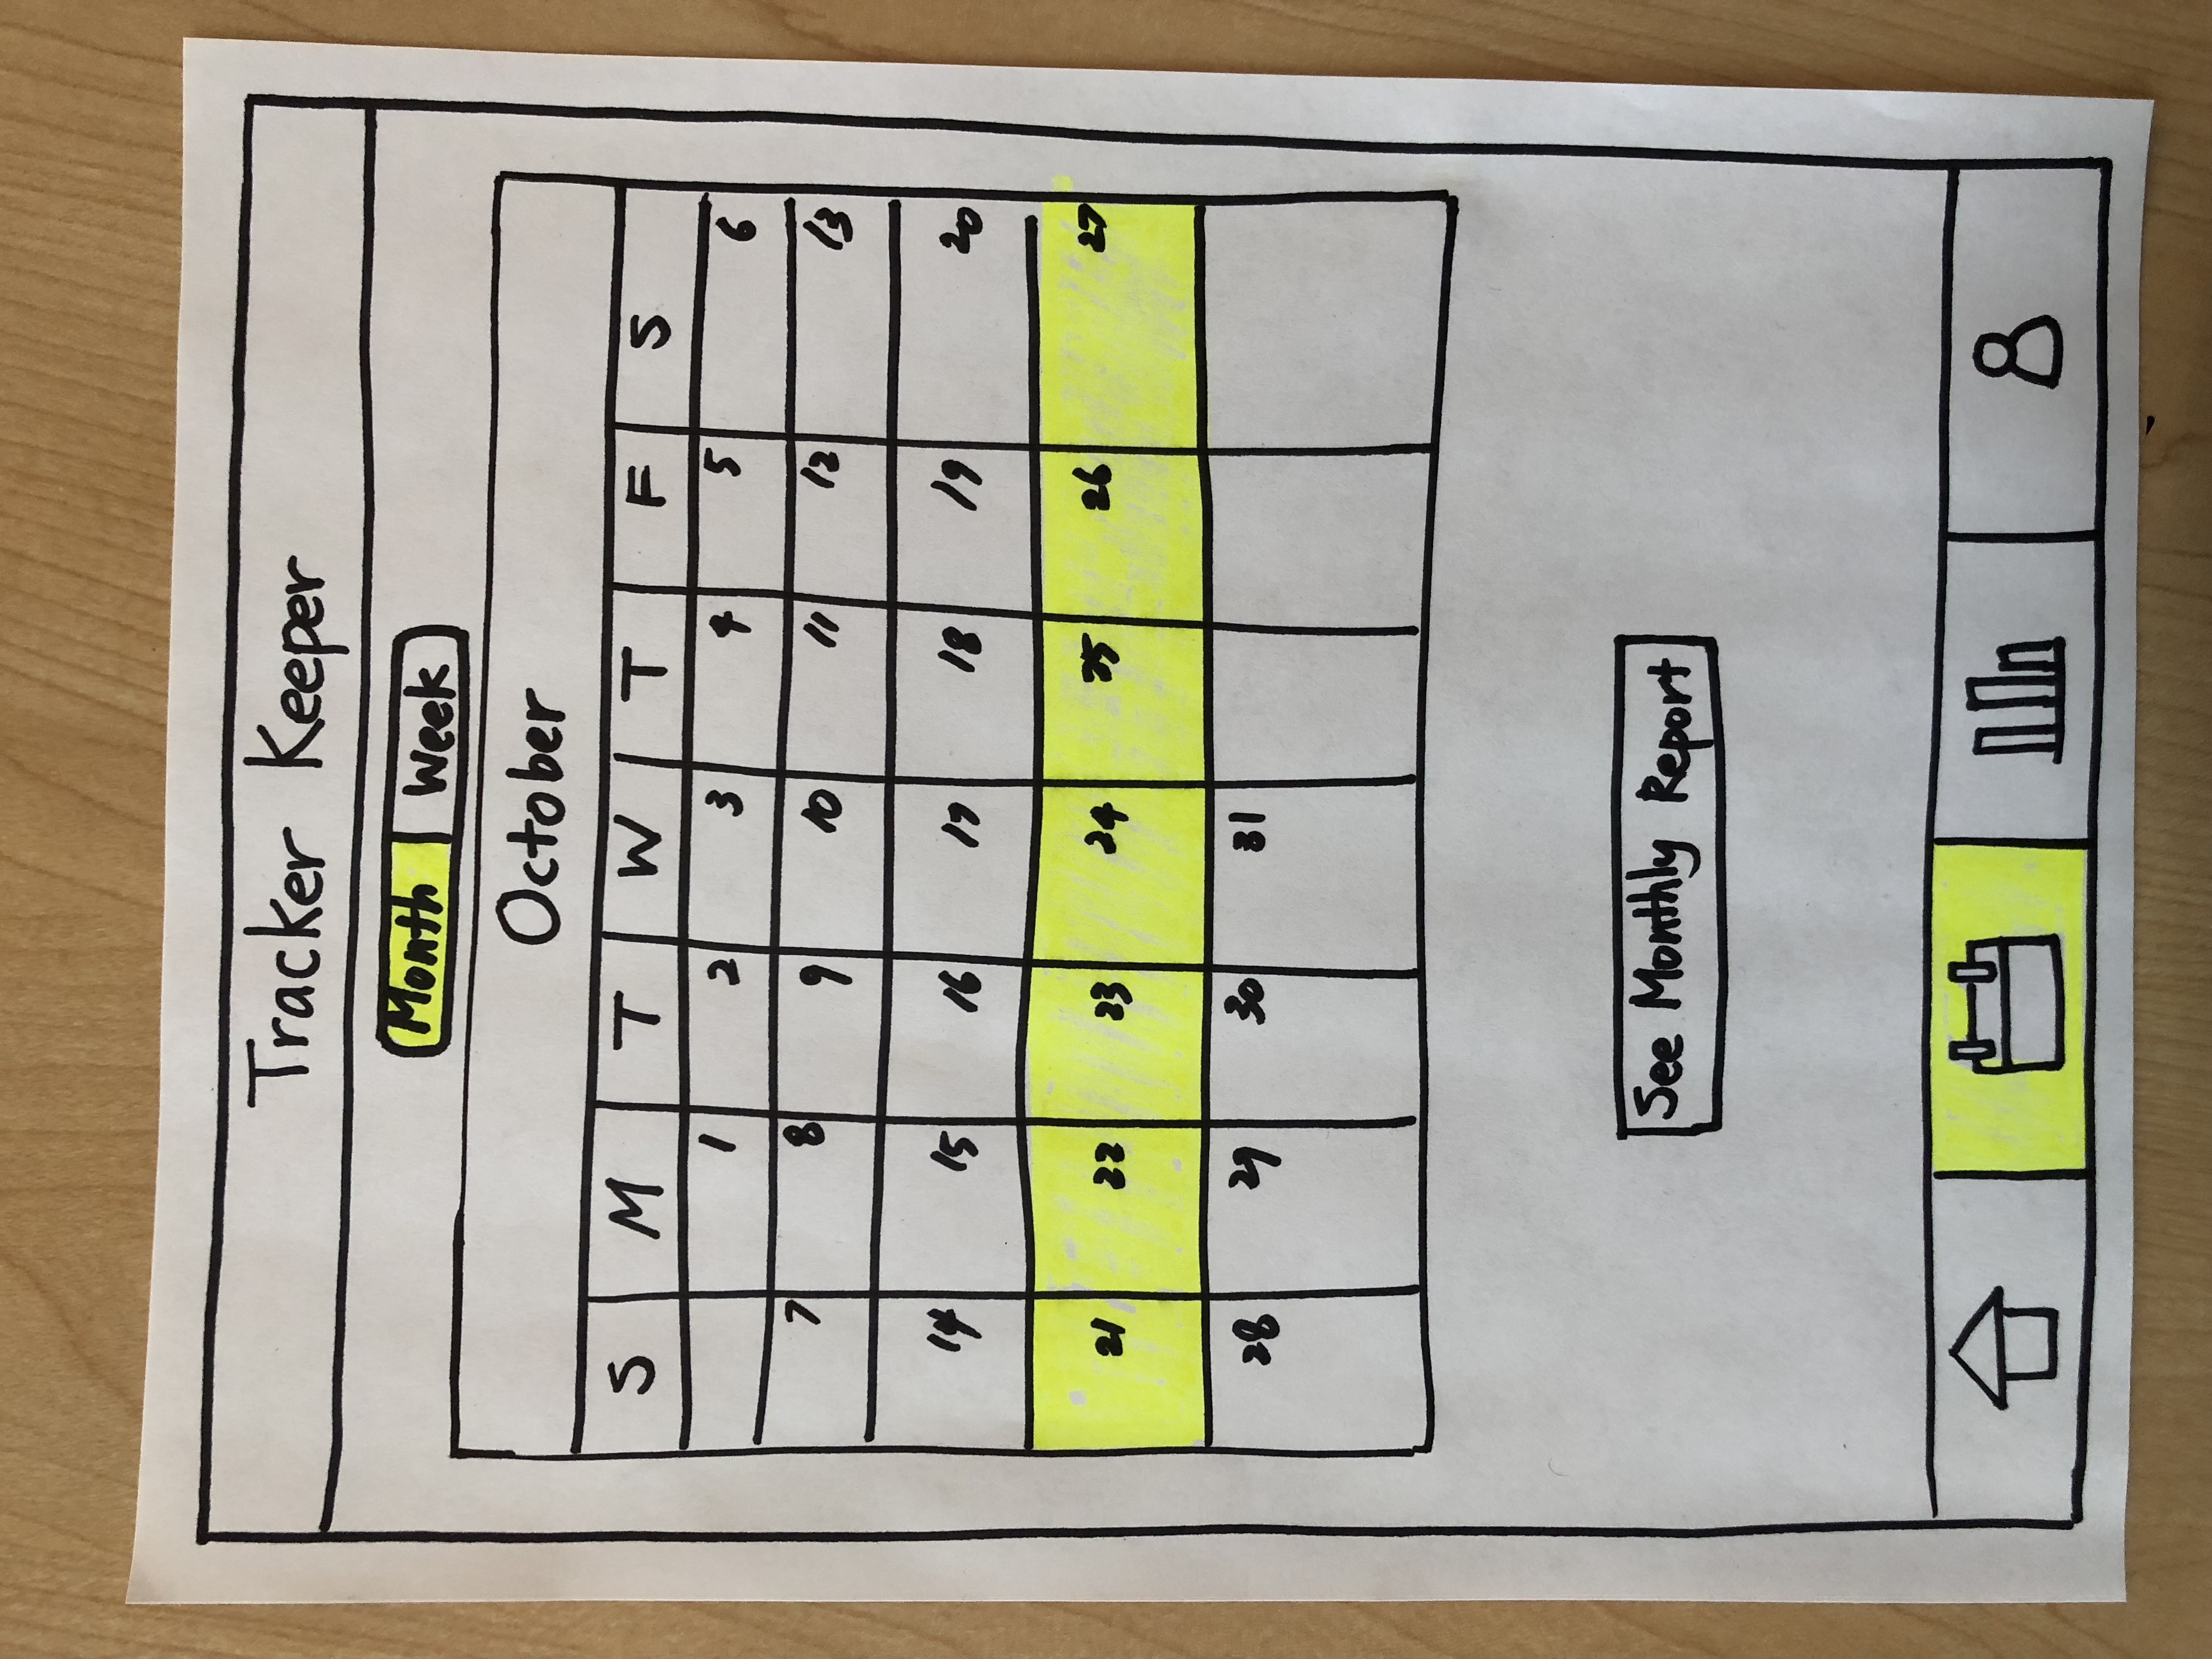 Tracker Keeper
Month Week
October
S M T W T F S
1 2 3 4 5 6
7 8 9 10 11 12 13
14 15 16 17 18 19 20
21 22 23 24 25 26 27
28 29 30 31
See Monthly Report